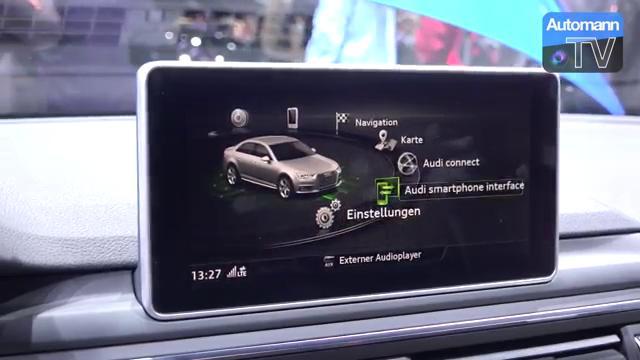 Automann
TV
Navigation
Karte
Audi connect
Audi smartphone interface
Einstellungen
Externer Audioplayer
13:27 LTE